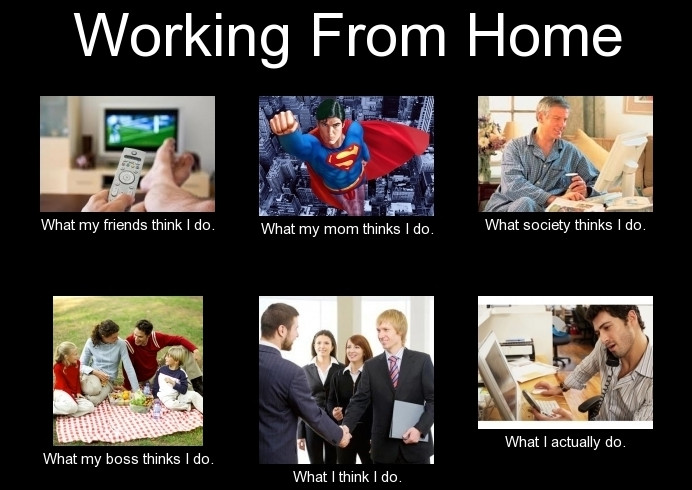 Working From Home
What my friends think I do.
What my mom thinks I do.
What society thinks I do.
What my boss thinks I do.
What I think I do.
What I actually do.